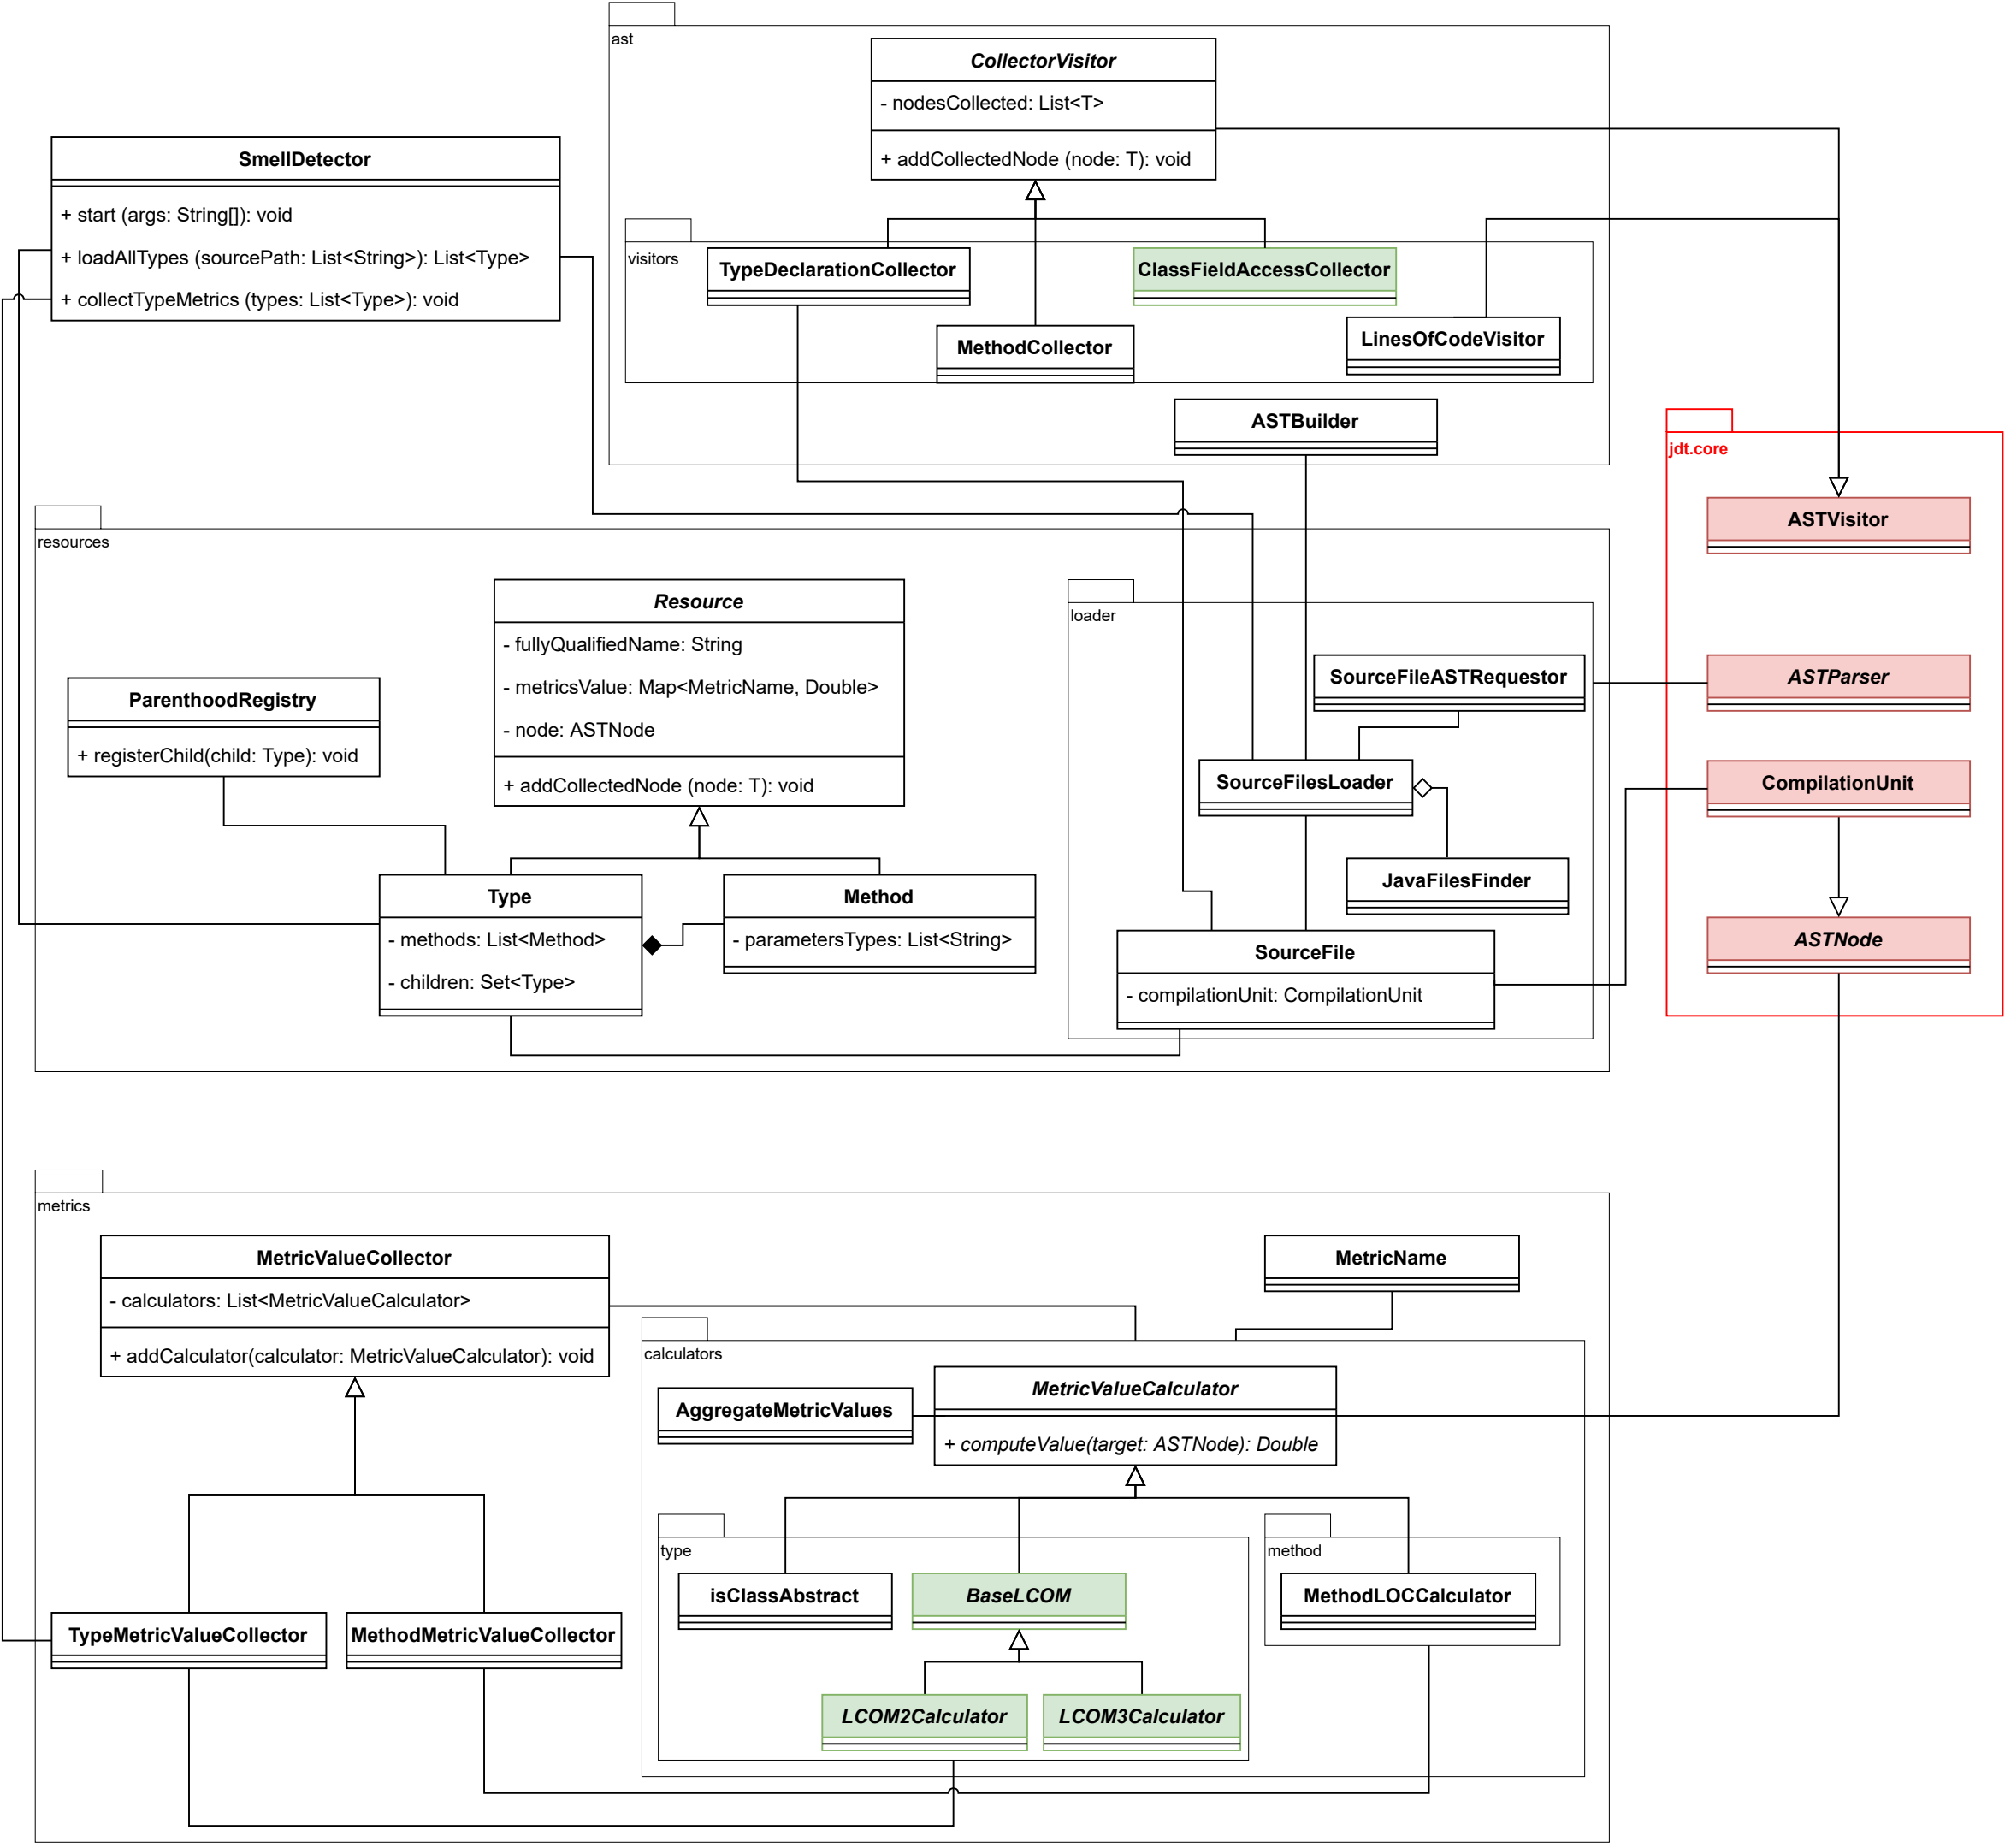 ast
CollectorVisitor
- nodesCollected: List<T>
+ addCollectedNode (node: T): void
SmellDetector
+ start (args: String[]): void
+ loadAllTypes (sourcePath: List<String>): List<Type>
+ collectTypeMetrics (types: List<Type>): void
visitors
TypeDeclarationCollector
ClassFieldAccessCollector
MethodCollector
LinesOfCodeVisitor
ASTBuilder
jdt.core
ASTVisitor
ASTParser
CompilationUnit
ASTNode
resources
Resource
- fullyQualifiedName: String
- metricsValue: Map<MetricName, Double>
- node: ASTNode
+ addCollectedNode (node: T): void
ParenthoodRegistry
+ registerChild(child: Type): void
Type
- methods: List<Method>
- children: Set<Type>
Method
- parametersTypes: List<String>
loader
SourceFileASTRequestor
SourceFilesLoader
JavaFilesFinder
SourceFile
- compilationUnit: CompilationUnit
metrics
MetricValueCollector
- calculators: List<MetricValueCalculator>
+ addCalculator(calculator: MetricValueCalculator): void
MetricName
calculators
AggregateMetricValues
MetricValueCalculator
+ computeValue(target: ASTNode): Double
type
isClassAbstract
BaseLCOM
LCOM2Calculator
LCOM3Calculator
method
MethodLOCCalculator
TypeMetricValueCollector
MethodMetricValueCollector